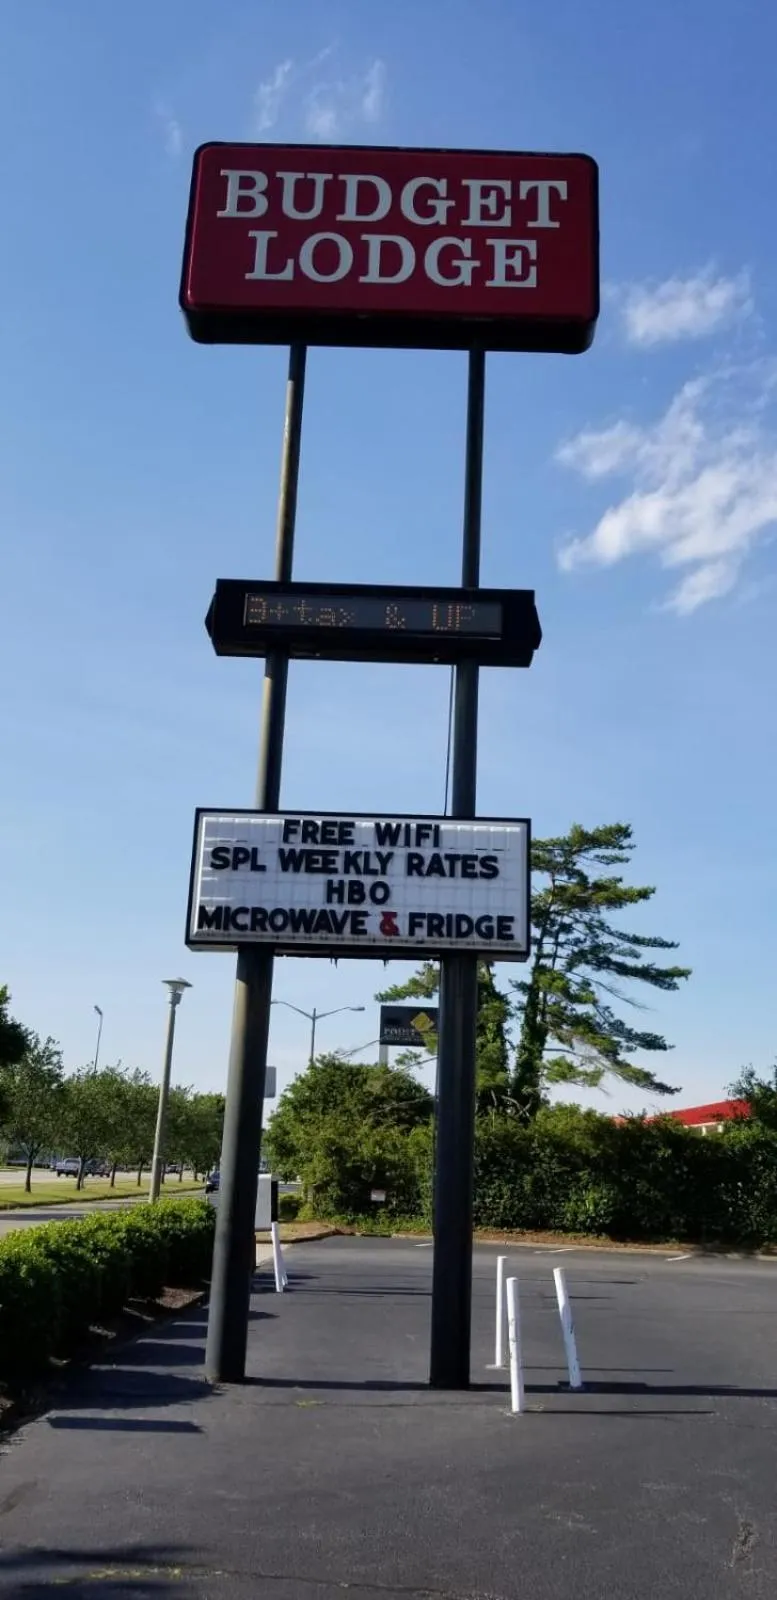 BUDGET
LODGE
9+tax & UP
FREE WIFI
SPL WEEKLY RATES
HBO
MICROWAVE & FRIDGE